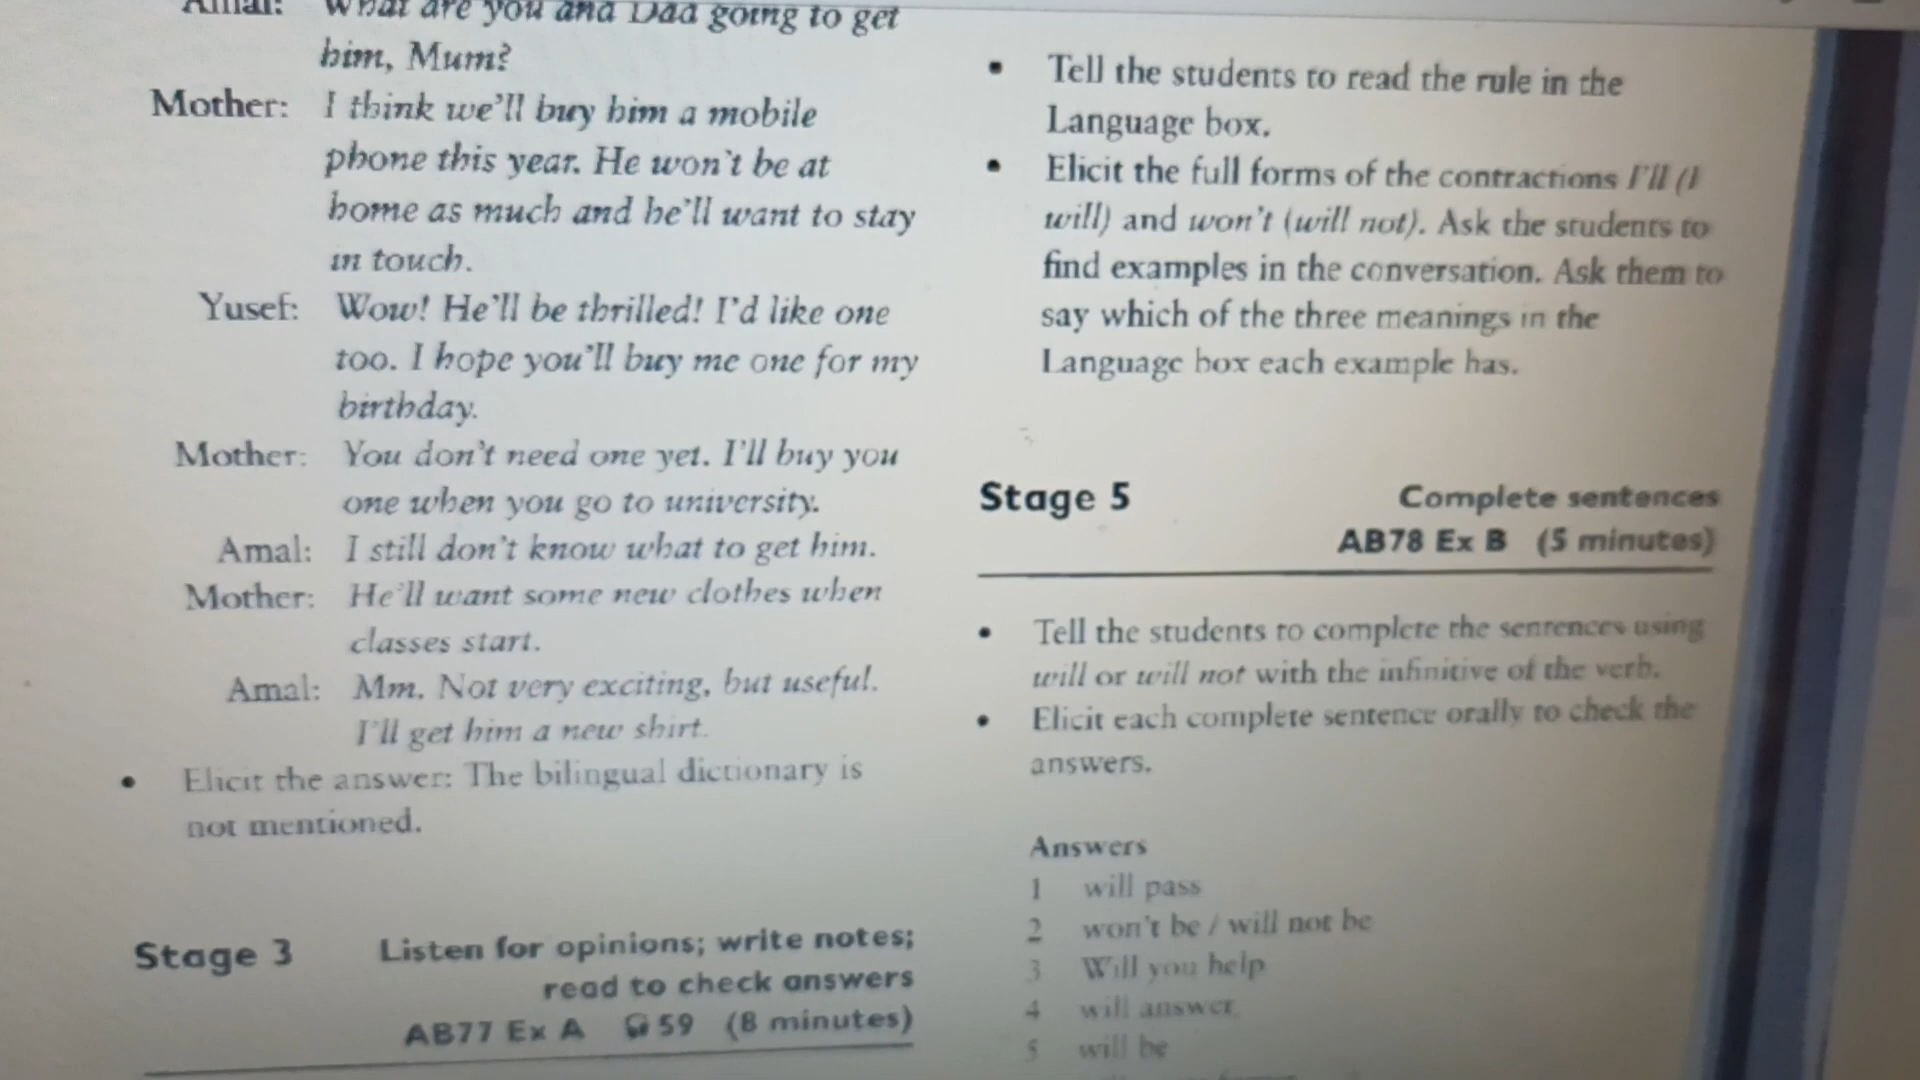 Amal: What are you and Dad going to get
him, Mum?
Mother: I think we'll buy him a mobile
phone this year. He won't be at
home as much and he'll want to stay
in touch.
Yusef: Wow! He'll be thrilled! I'd like one
too. I hope you'll buy me one for my
birthday.
Mother: You don't need one yet. I'll buy you
one when you go to university.
Amal: I still don't know what to get him.
Mother: He'll want some new clothes when
classes start.
Amal: Mm. Not very exciting, but useful.
I'll get him a new shirt.
• Elicit the answer: The bilingual dictionary is
not mentioned.
Stage 3 Listen for opinions; write notes;
read to check answers
AB77 Ex A 59 (8 minutes)
• Tell the students to read the rule in the
Language box.
• Elicit the full forms of the contractions I'll (I
will) and won't (will not). Ask the students to
find examples in the conversation. Ask them to
say which of the three meanings in the
Language box each example has.
Stage 5 Complete sentences
AB78 Ex B (5 minutes)
• Tell the students to complete the sentences using
will or will not with the infinitive of the verb.
• Elicit each complete sentence orally to check the
answers.
Answers
1 will pass
2 won't be / will not be
3 Will you help
4 will answer
5 will be